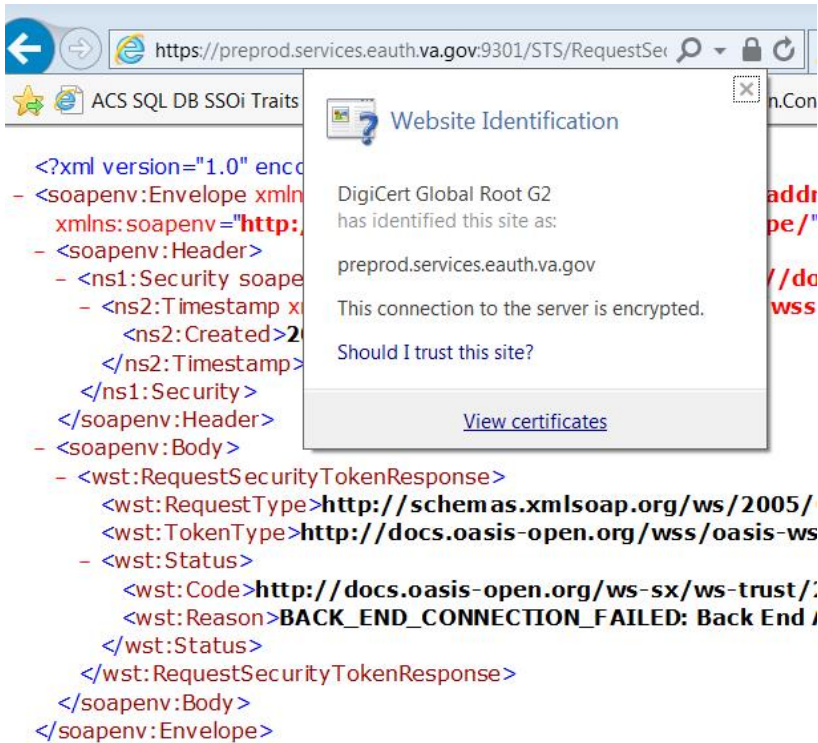 https://preprod.services.eauth.va.gov:9301/STS/RequestSec
ACS SQL DB SSOi Traits
n.Con
Website Identification
DigiCert Global Root G2
has identified this site as:
preprod.services.eauth.va.gov
This connection to the server is encrypted.
Should I trust this site?
View certificates
<?xml version="1.0" enc
- <soapenv:Envelope xmln addr
xmlns:soapenv="http:/ pe/"
- <soapenv:Header>
- <ns1:Security soape //do
- <ns2:Timestamp x wss
<ns2:Created>2
</ns2:Timestamp>
</ns1:Security>
</soapenv:Header>
- <soapenv:Body>
- <wst:RequestSecurityTokenResponse>
<wst:RequestType>http://schemas.xmlsoap.org/ws/2005/
<wst:TokenType>http://docs.oasis-open.org/wss/oasis-ws
- <wst:Status>
<wst:Code>http://docs.oasis-open.org/ws-sx/ws-trust/2
<wst:Reason>BACK_END_CONNECTION_FAILED: Back End A
</wst:Status>
</wst:RequestSecurityTokenResponse>
</soapenv:Body>
</soapenv:Envelope>